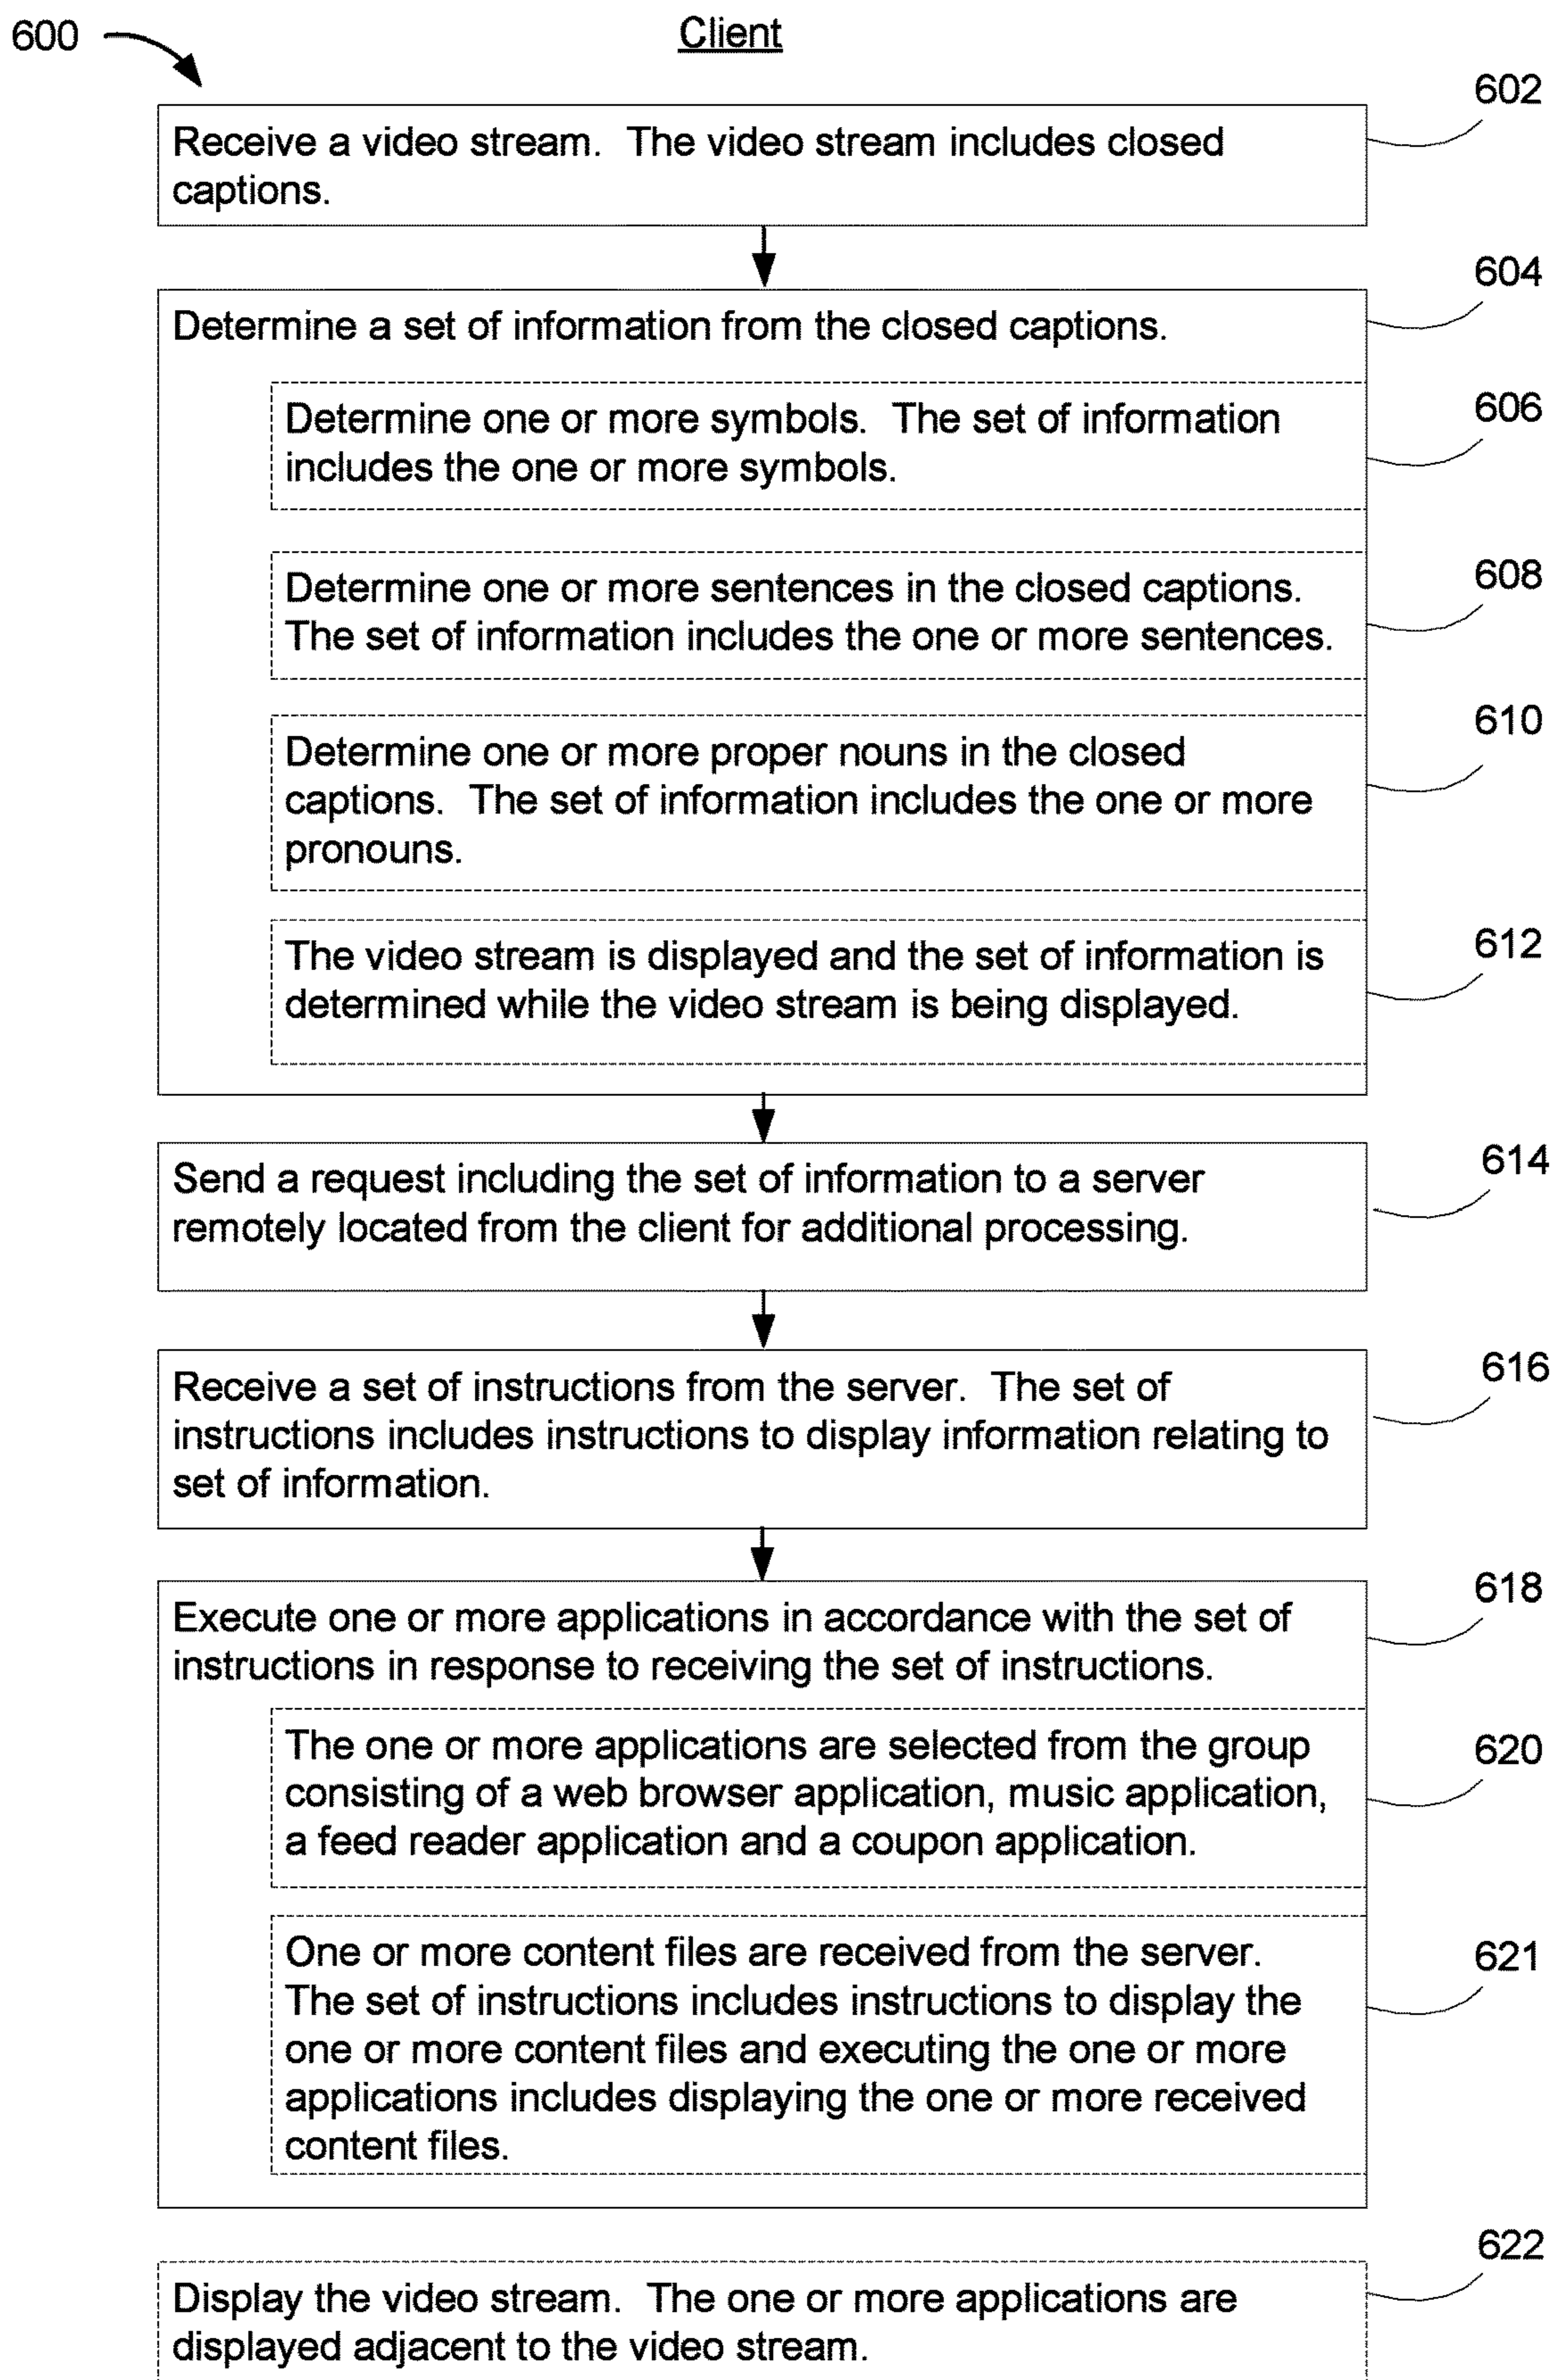 600
Client
602
Receive a video stream.  The video stream includes closed
captions.
604
Determine a set of information from the closed captions.
606
Determine one or more symbols.  The set of information
includes the one or more symbols.
608
Determine one or more sentences in the closed captions.
The set of information includes the one or more sentences.
610
Determine one or more proper nouns in the closed
captions.  The set of information includes the one or more
pronouns.
612
The video stream is displayed and the set of information is
determined while the video stream is being displayed.
614
Send a request including the set of information to a server
remotely located from the client for additional processing.
616
Receive a set of instructions from the server.  The set of
instructions includes instructions to display information relating to
set of information.
618
Execute one or more applications in accordance with the set of
instructions in response to receiving the set of instructions.
620
The one or more applications are selected from the group
consisting of a web browser application, music application,
a feed reader application and a coupon application.
621
One or more content files are received from the server.
The set of instructions includes instructions to display the
one or more content files and executing the one or more
applications includes displaying the one or more received
content files.
622
Display the video stream.  The one or more applications are
displayed adjacent to the video stream.